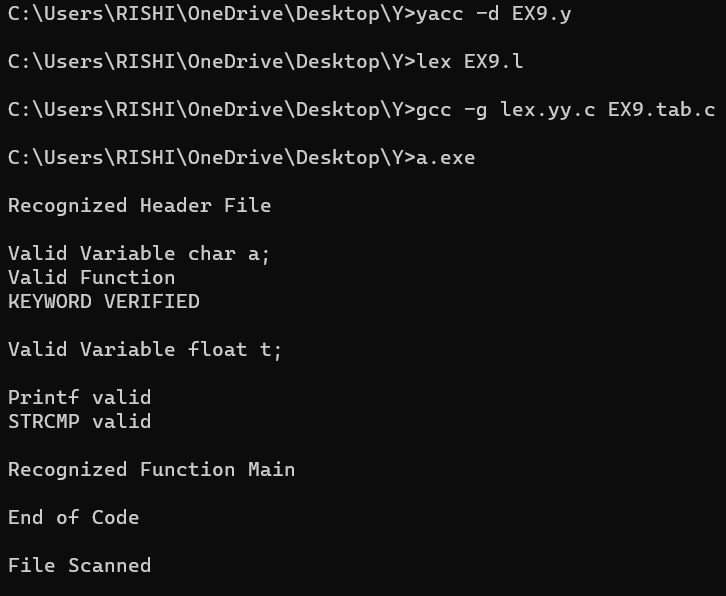 C:\Users\RISHI\OneDrive\Desktop\Y>yacc -d EX9.y
C:\Users\RISHI\OneDrive\Desktop\Y>lex EX9.l
C:\Users\RISHI\OneDrive\Desktop\Y>gcc -g lex.yy.c EX9.tab.c
C:\Users\RISHI\OneDrive\Desktop\Y>a.exe
Recognized Header File
Valid Variable char a;
Valid Function
KEYWORD VERIFIED
Valid Variable float t;
Printf valid
STRCMP valid
Recognized Function Main
End of Code
File Scanned